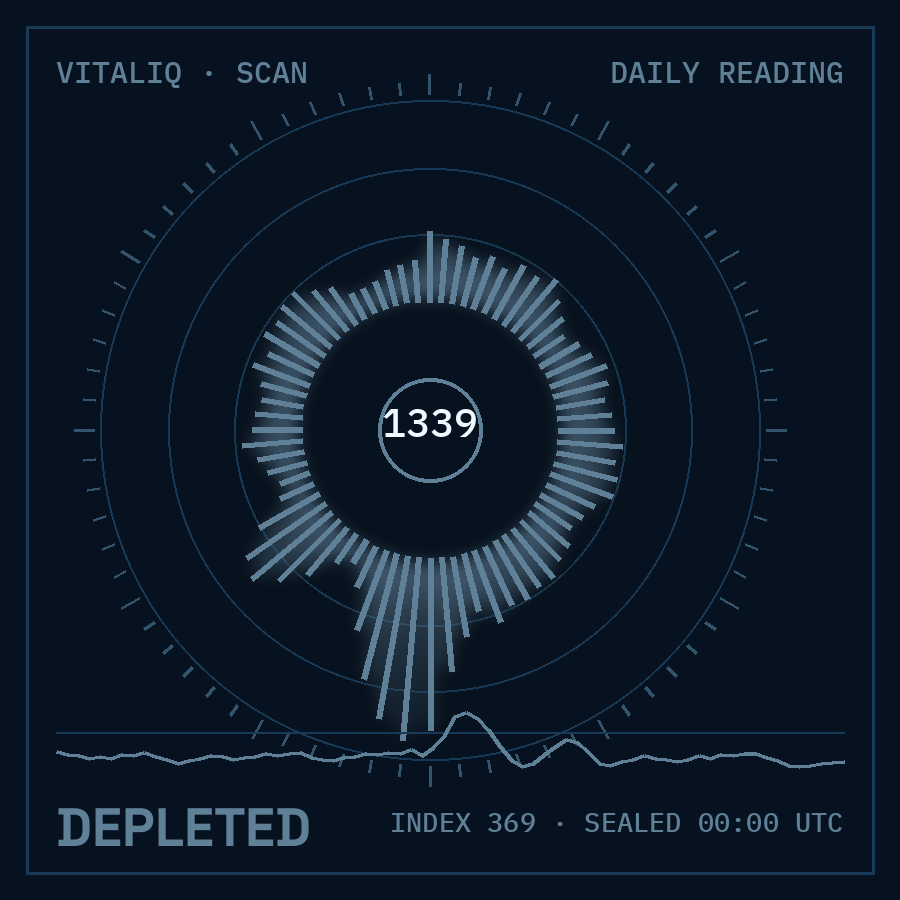 VITALIQ · SCAN
DAILY READING
1339
DEPLETED
INDEX 369 · SEALED 00:00 UTC